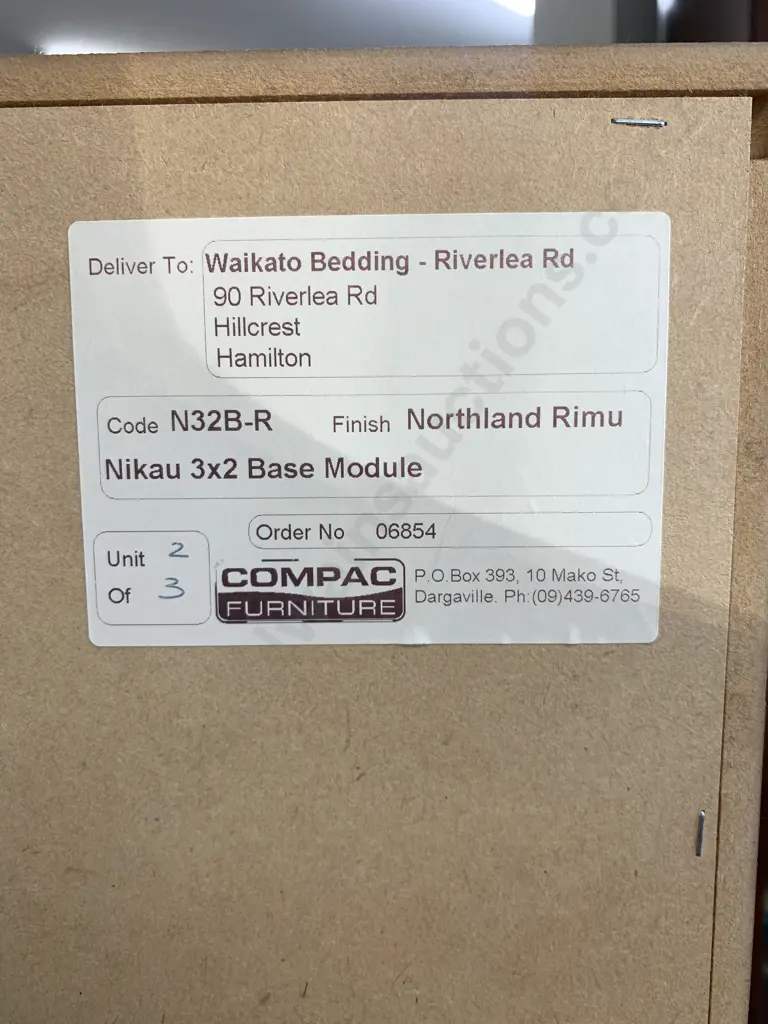 Deliver To: Waikato Bedding - Riverlea Rd
90 Riverlea Rd
Hillcrest
Hamilton
Code N32B-R Finish Northland Rimu
Nikau 3x2 Base Module
Order No 06854
Unit 2
Of 3
COMPAC
FURNITURE
P.O.Box 393, 10 Mako St,
Dargaville. Ph:(09)439-6765